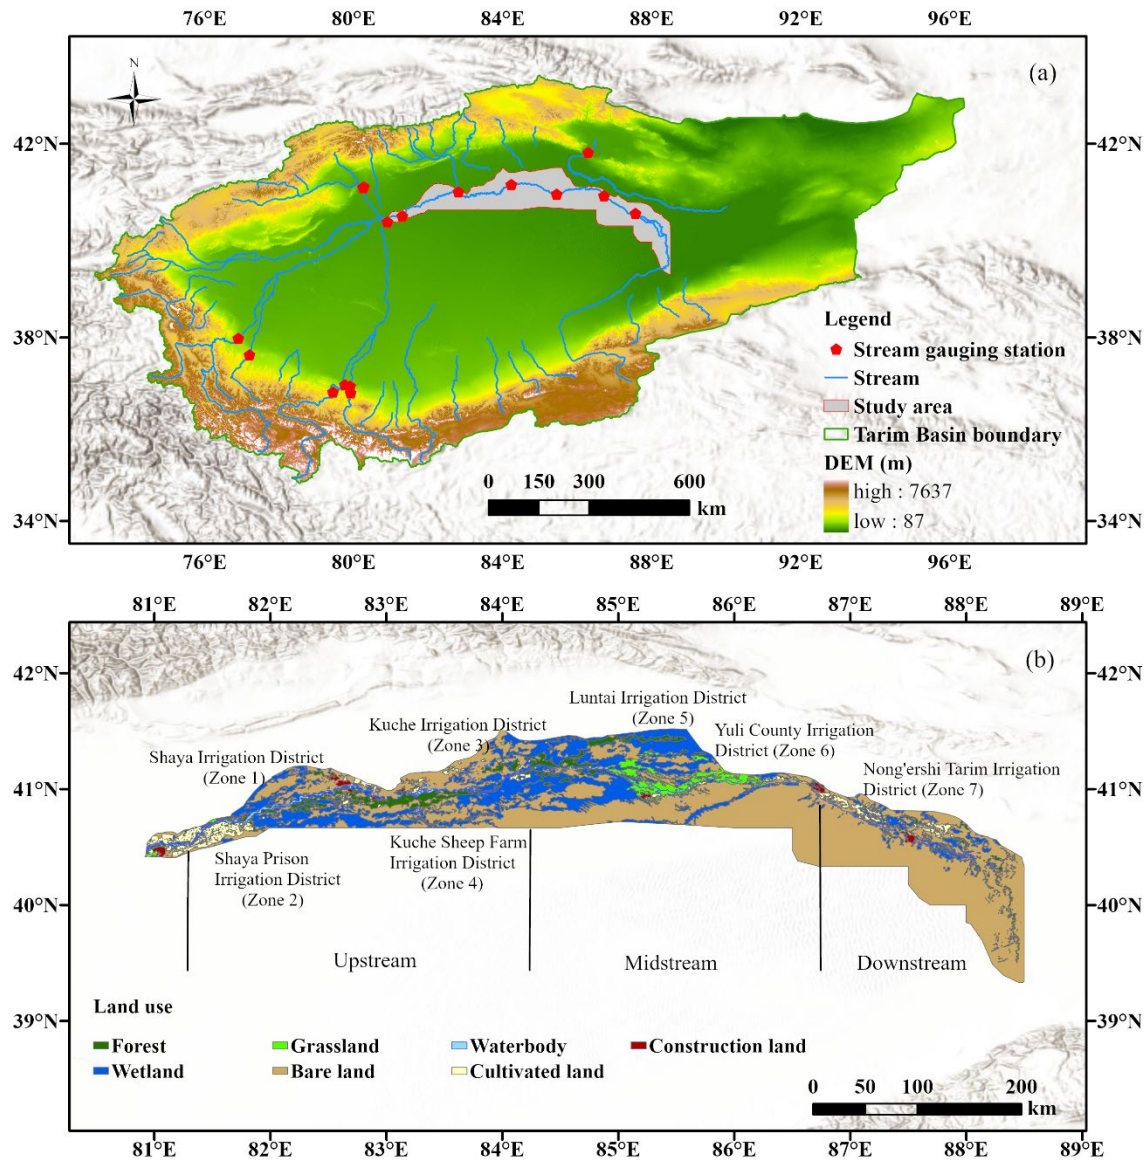 76°E 80°E 84°E 88°E 92°E 96°E
(a)
N
42°N 42°N
38°N 38°N
34°N 34°N
Legend
Stream gauging station
Stream
Study area
Tarim Basin boundary
DEM (m)
high : 7637
low : 87
0 150 300 600
km
76°E 80°E 84°E 88°E 92°E 96°E
81°E 82°E 83°E 84°E 85°E 86°E 87°E 88°E 89°E
(b)
42°N 42°N
41°N 41°N
40°N 40°N
39°N 39°N
Luntai Irrigation District
(Zone 5)
Kuche Irrigation District
(Zone 3)
Yuli County Irrigation
District (Zone 6)
Shaya Irrigation District
(Zone 1)
Nong'ershi Tarim Irrigation
District (Zone 7)
Shaya Prison
Irrigation District
(Zone 2)
Kuche Sheep Farm
Irrigation District
(Zone 4)
Upstream Midstream Downstream
Land use
Forest Grassland Waterbody Construction land
Wetland Bare land Cultivated land
0 50 100 200
km
81°E 82°E 83°E 84°E 85°E 86°E 87°E 88°E 89°E